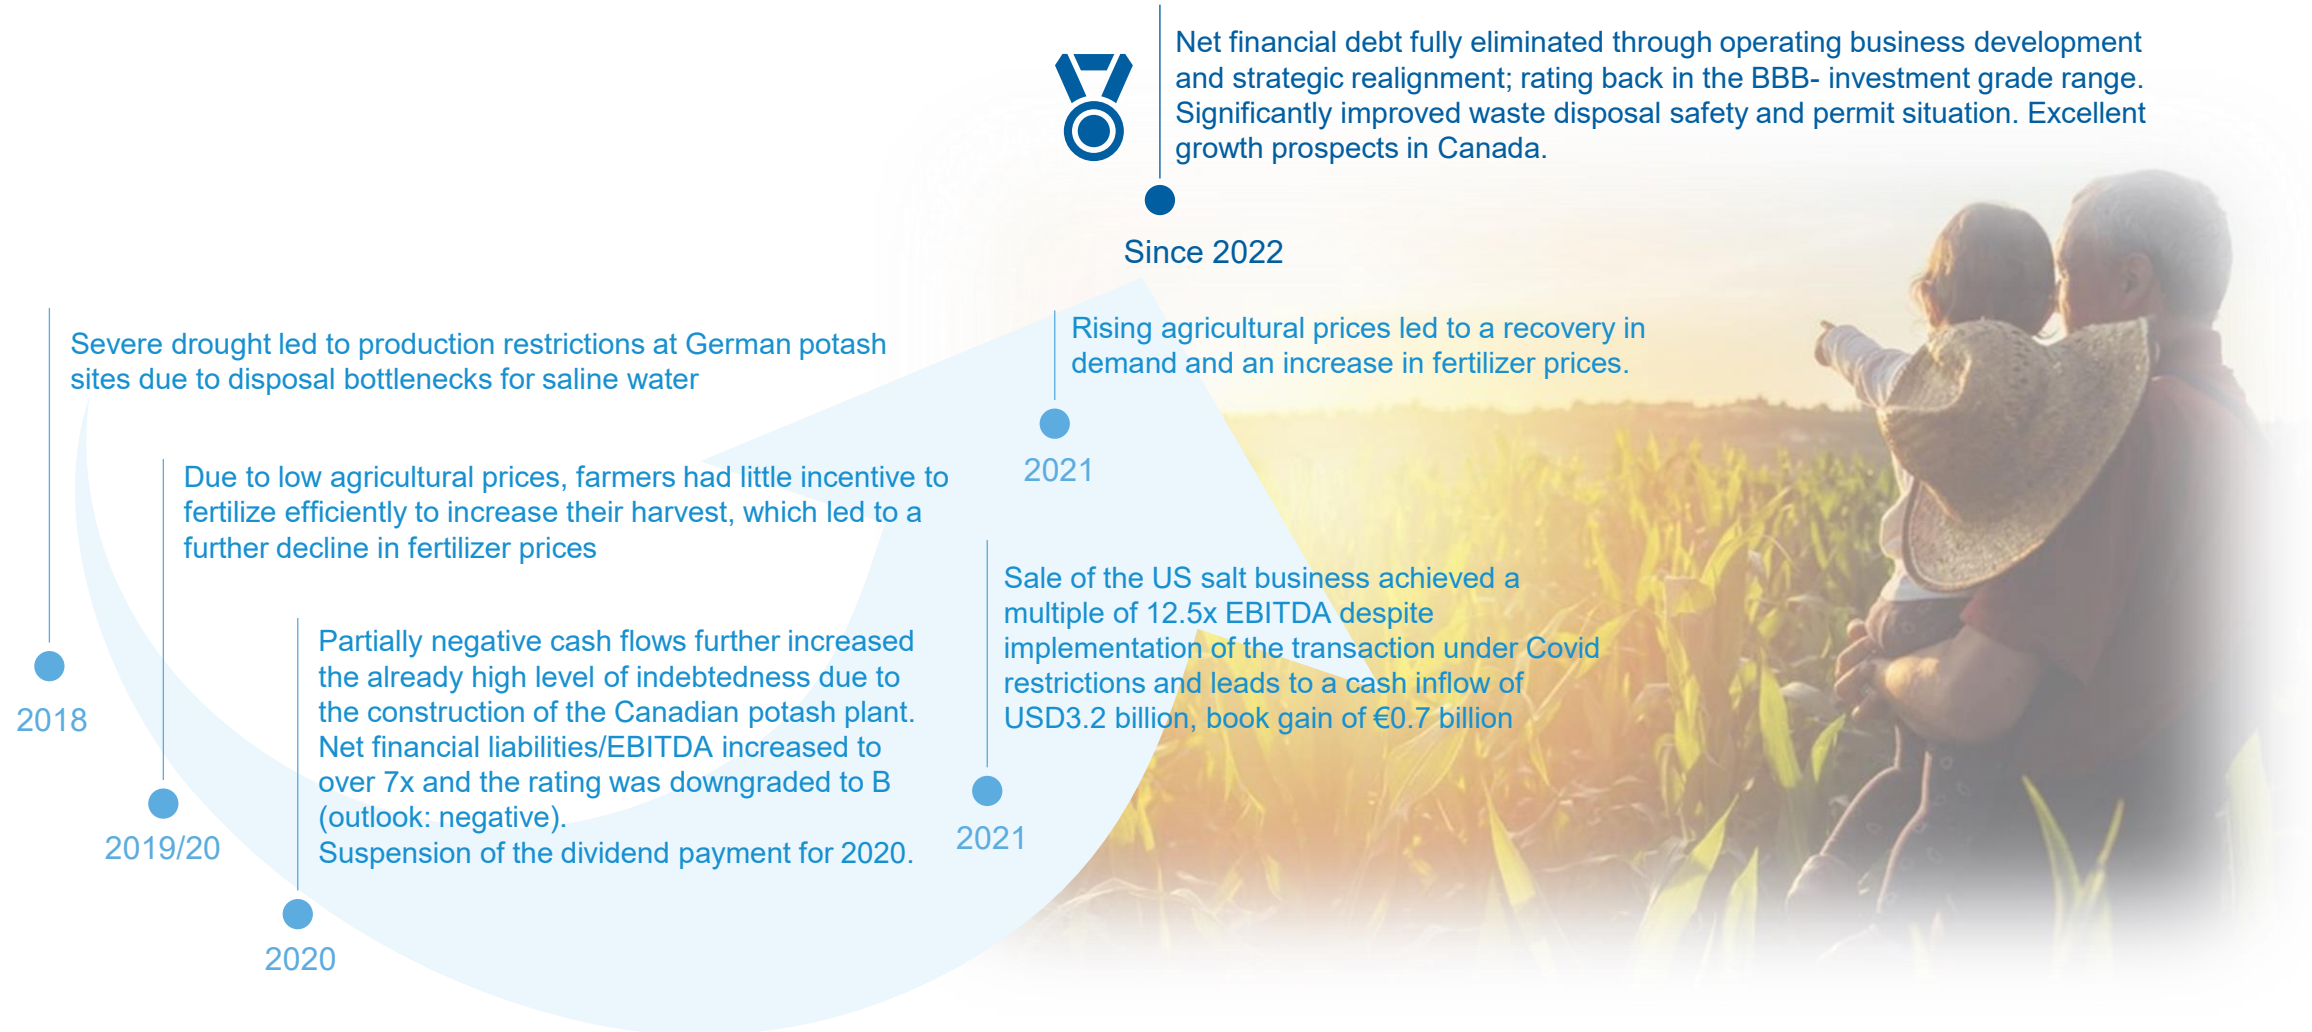 Net financial debt fully eliminated through operating business development
and strategic realignment; rating back in the BBB- investment grade range.
Significantly improved waste disposal safety and permit situation. Excellent
growth prospects in Canada.
Since 2022
Severe drought led to production restrictions at German potash
sites due to disposal bottlenecks for saline water
2018
Due to low agricultural prices, farmers had little incentive to
fertilize efficiently to increase their harvest, which led to a
further decline in fertilizer prices
2019/20
Partially negative cash flows further increased
the already high level of indebtedness due to
the construction of the Canadian potash plant.
Net financial liabilities/EBITDA increased to
over 7x and the rating was downgraded to B
(outlook: negative).
Suspension of the dividend payment for 2020.
2020
Rising agricultural prices led to a recovery in
demand and an increase in fertilizer prices.
2021
Sale of the US salt business achieved a
multiple of 12.5x EBITDA despite
implementation of the transaction under Covid
restrictions and leads to a cash inflow of
USD3.2 billion, book gain of €0.7 billion
2021